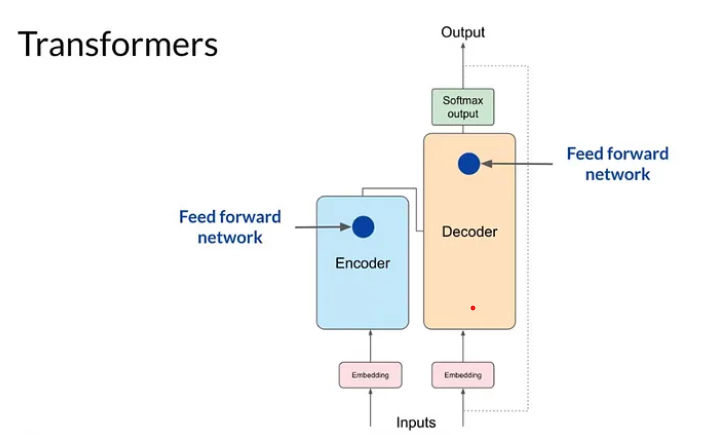 Transformers
Output
Softmax
output
Feed forward
network
Decoder
Feed forward
network
Encoder
Embedding
Embedding
Inputs